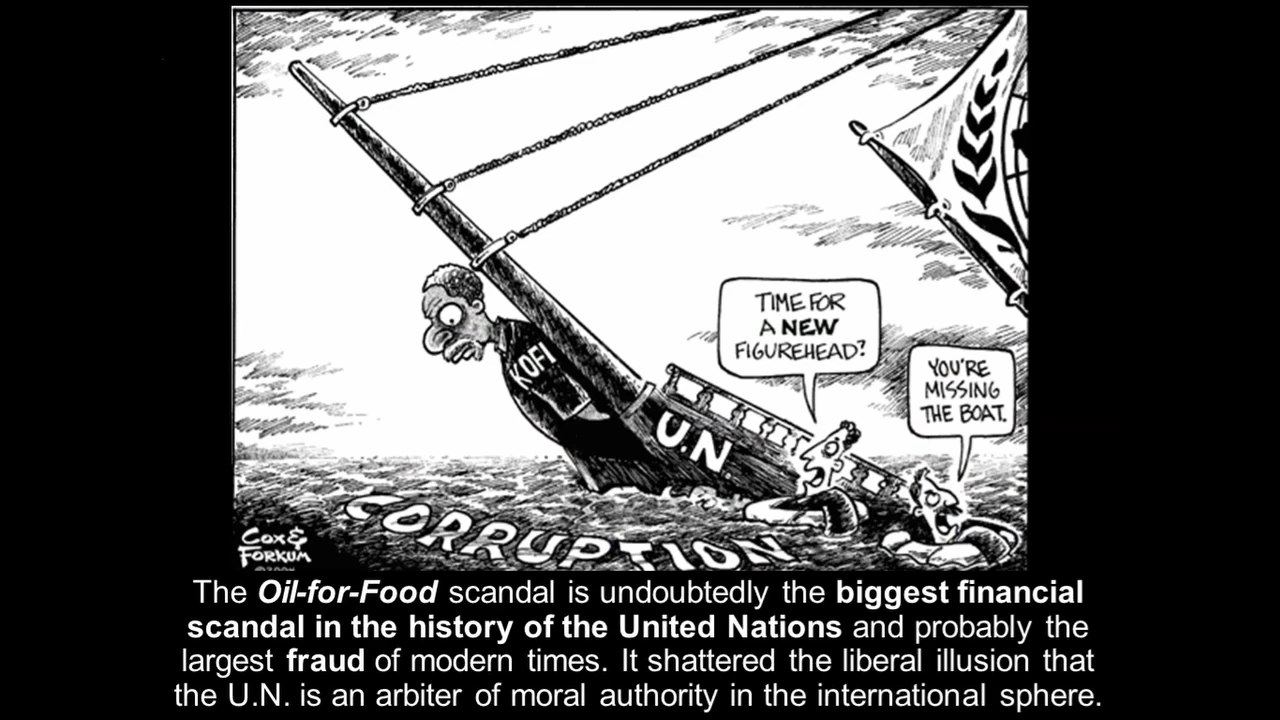 TIME FOR
A NEW
FIGUREHEAD?
YOU'RE
MISSING
THE BOAT.
KOFI
U.N.
CORRUPTION
COX &
FORKUM
©2004
The Oil-for-Food scandal is undoubtedly the biggest financial
scandal in the history of the United Nations and probably the
largest fraud of modern times. It shattered the liberal illusion that
the U.N. is an arbiter of moral authority in the international sphere.